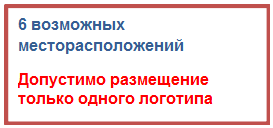 6 возможных
месторасположений
Допустимо размещение
только одного логотипа